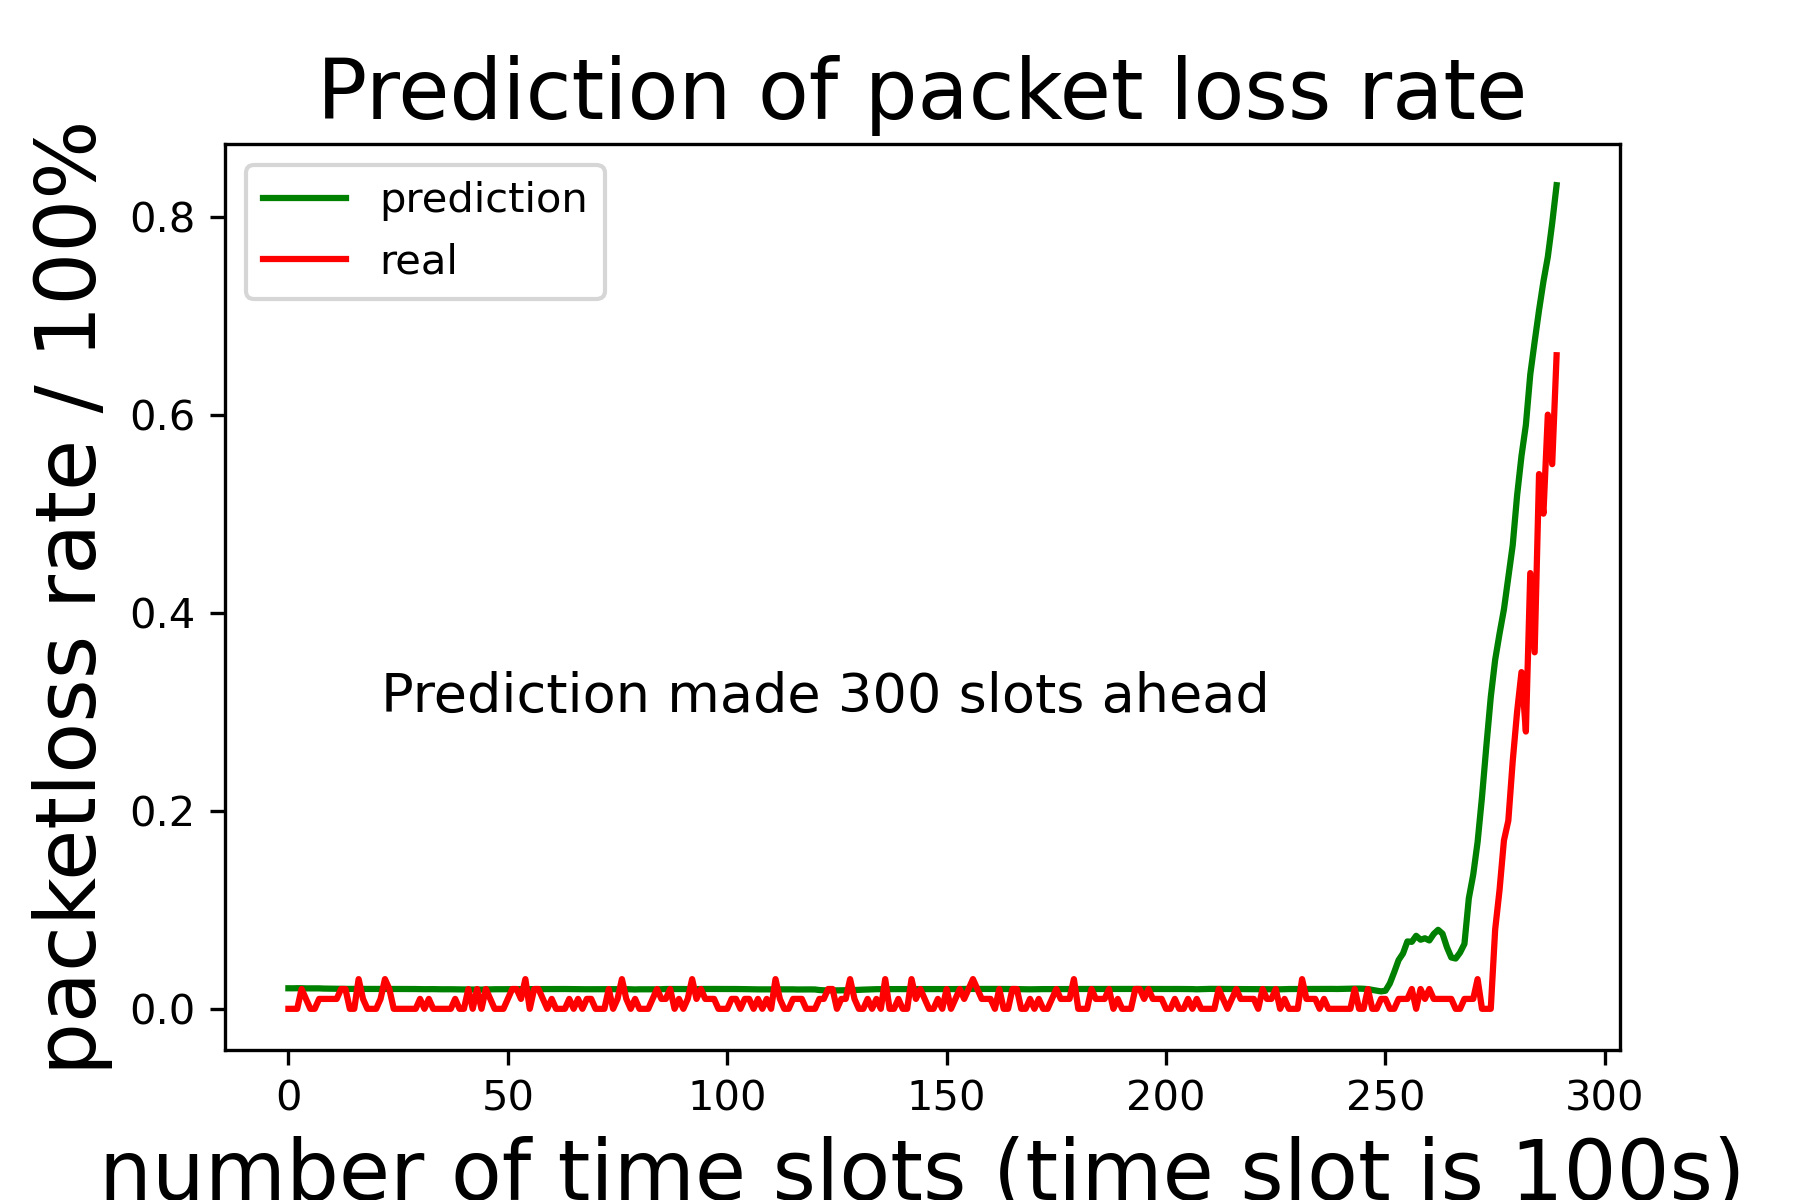 Prediction of packet loss rate
packetloss rate / 100%
prediction
real
0.8
0.6
0.4
0.2
0.0
Prediction made 300 slots ahead
0 50 100 150 200 250 300
number of time slots (time slot is 100s)